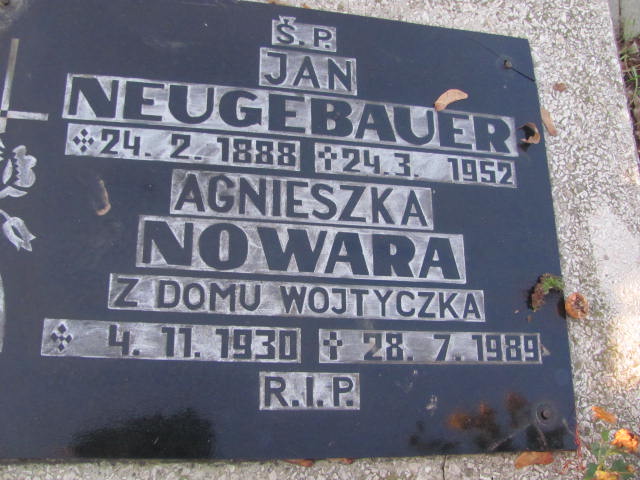 Ś.P.
JAN
NEUGEBAUER
24. 2. 1888 ✝ 24.3. 1952
AGNIESZKA
NOWARA
Z DOMU WOJTYCZKA
4. 11. 1930 ✝ 28. 7. 1989
R.I.P.